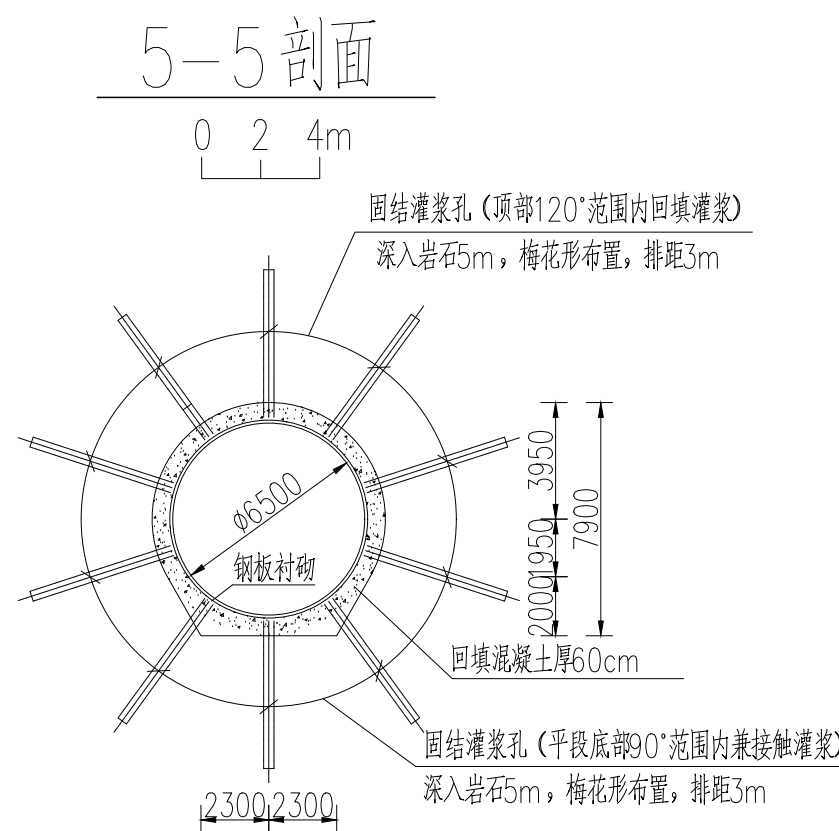 5-5剖面
0 2 4m
固结灌浆孔（顶部120°范围内回填灌浆）
深入岩石5m，梅花形布置，排距3m
3950
7900
ø6500
1950
钢板衬砌
2000
回填混凝土厚60cm
固结灌浆孔（平段底部90°范围内兼接触灌浆）
深入岩石5m，梅花形布置，排距3m
2300 2300